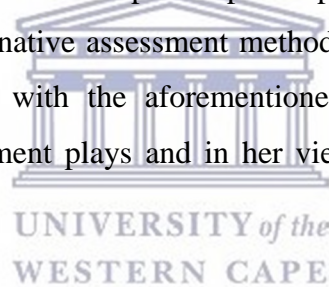 native assessment method
with the aforementione
ment plays and in her vie
UNIVERSITY of the
WESTERN CAPE